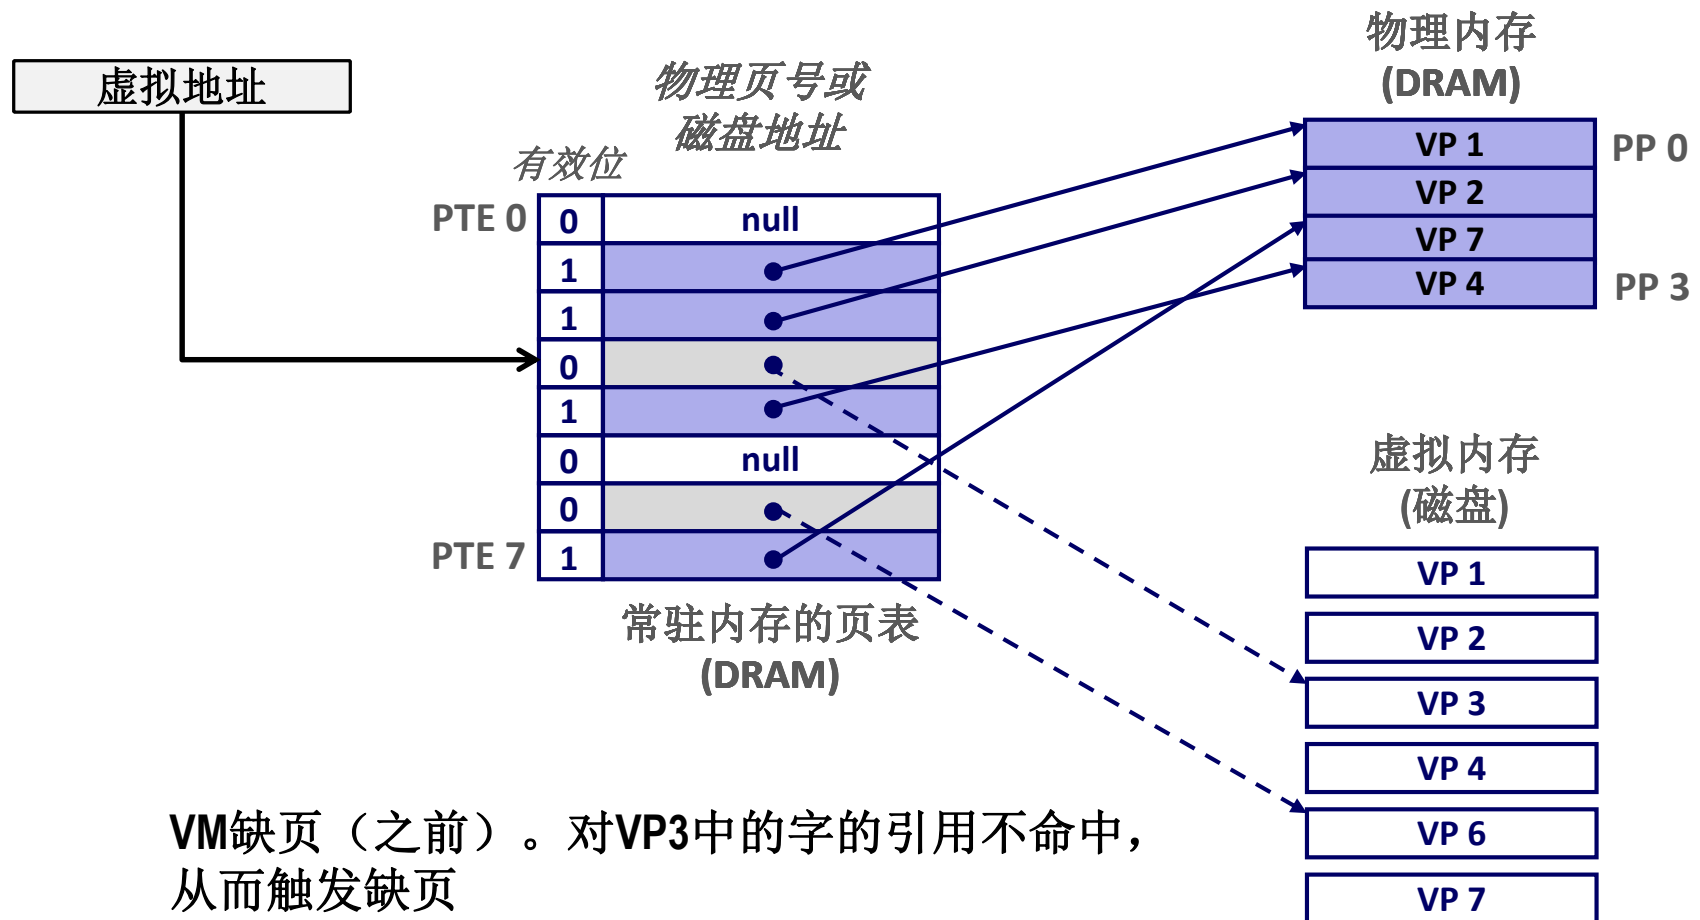 虚拟地址
物理页号或
磁盘地址
有效位
物理内存
(DRAM)
PTE 0
0 null
1
1
0
1
0 null
0
PTE 7
1
常驻内存的页表
(DRAM)
VP 1
PP 0
VP 2
VP 7
VP 4
PP 3
虚拟内存
(磁盘)
VP 1
VP 2
VP 3
VP 4
VP 6
VP 7
VM缺页（之前）。对VP3中的字的引用不命中，
从而触发缺页